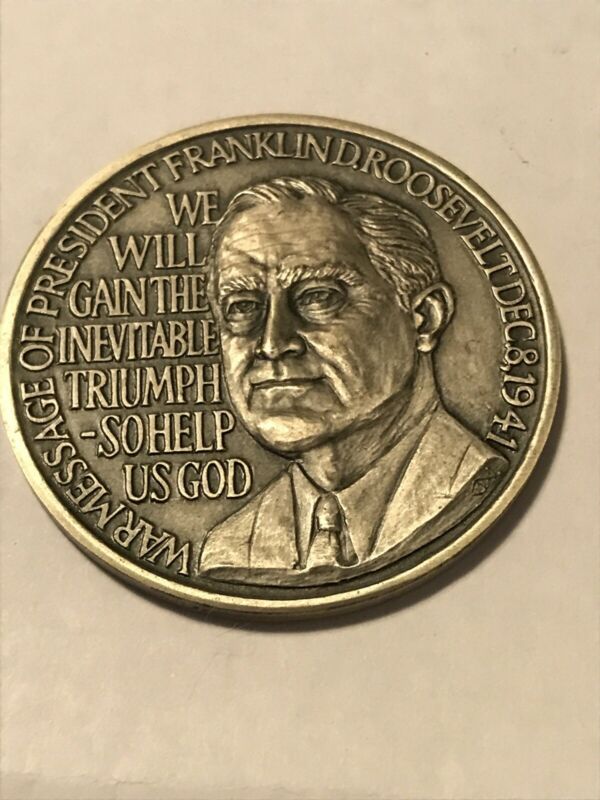 WAR MESSAGE OF PRESIDENT FRANKLIN D. ROOSEVELT DEC. 8, 1941
WE
WILL
GAIN THE
INEVITABLE
TRIUMPH
-SO HELP
US GOD